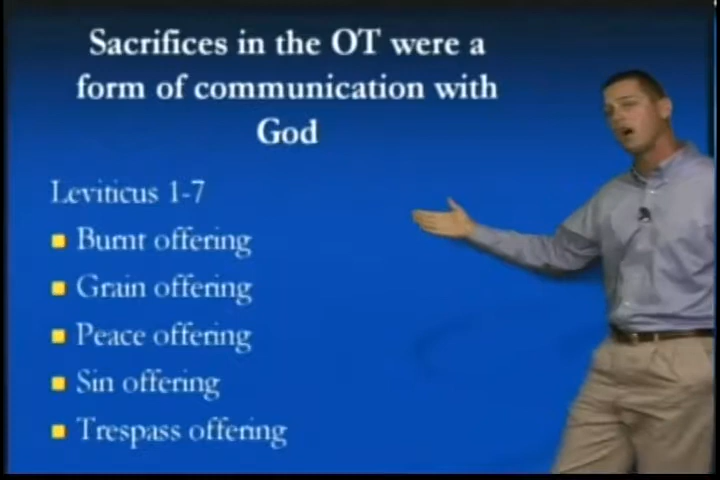 Sacrifices in the OT were a
form of communication with
God
Leviticus 1-7
Burnt offering
Grain offering
Peace offering
Sin offering
Trespass offering